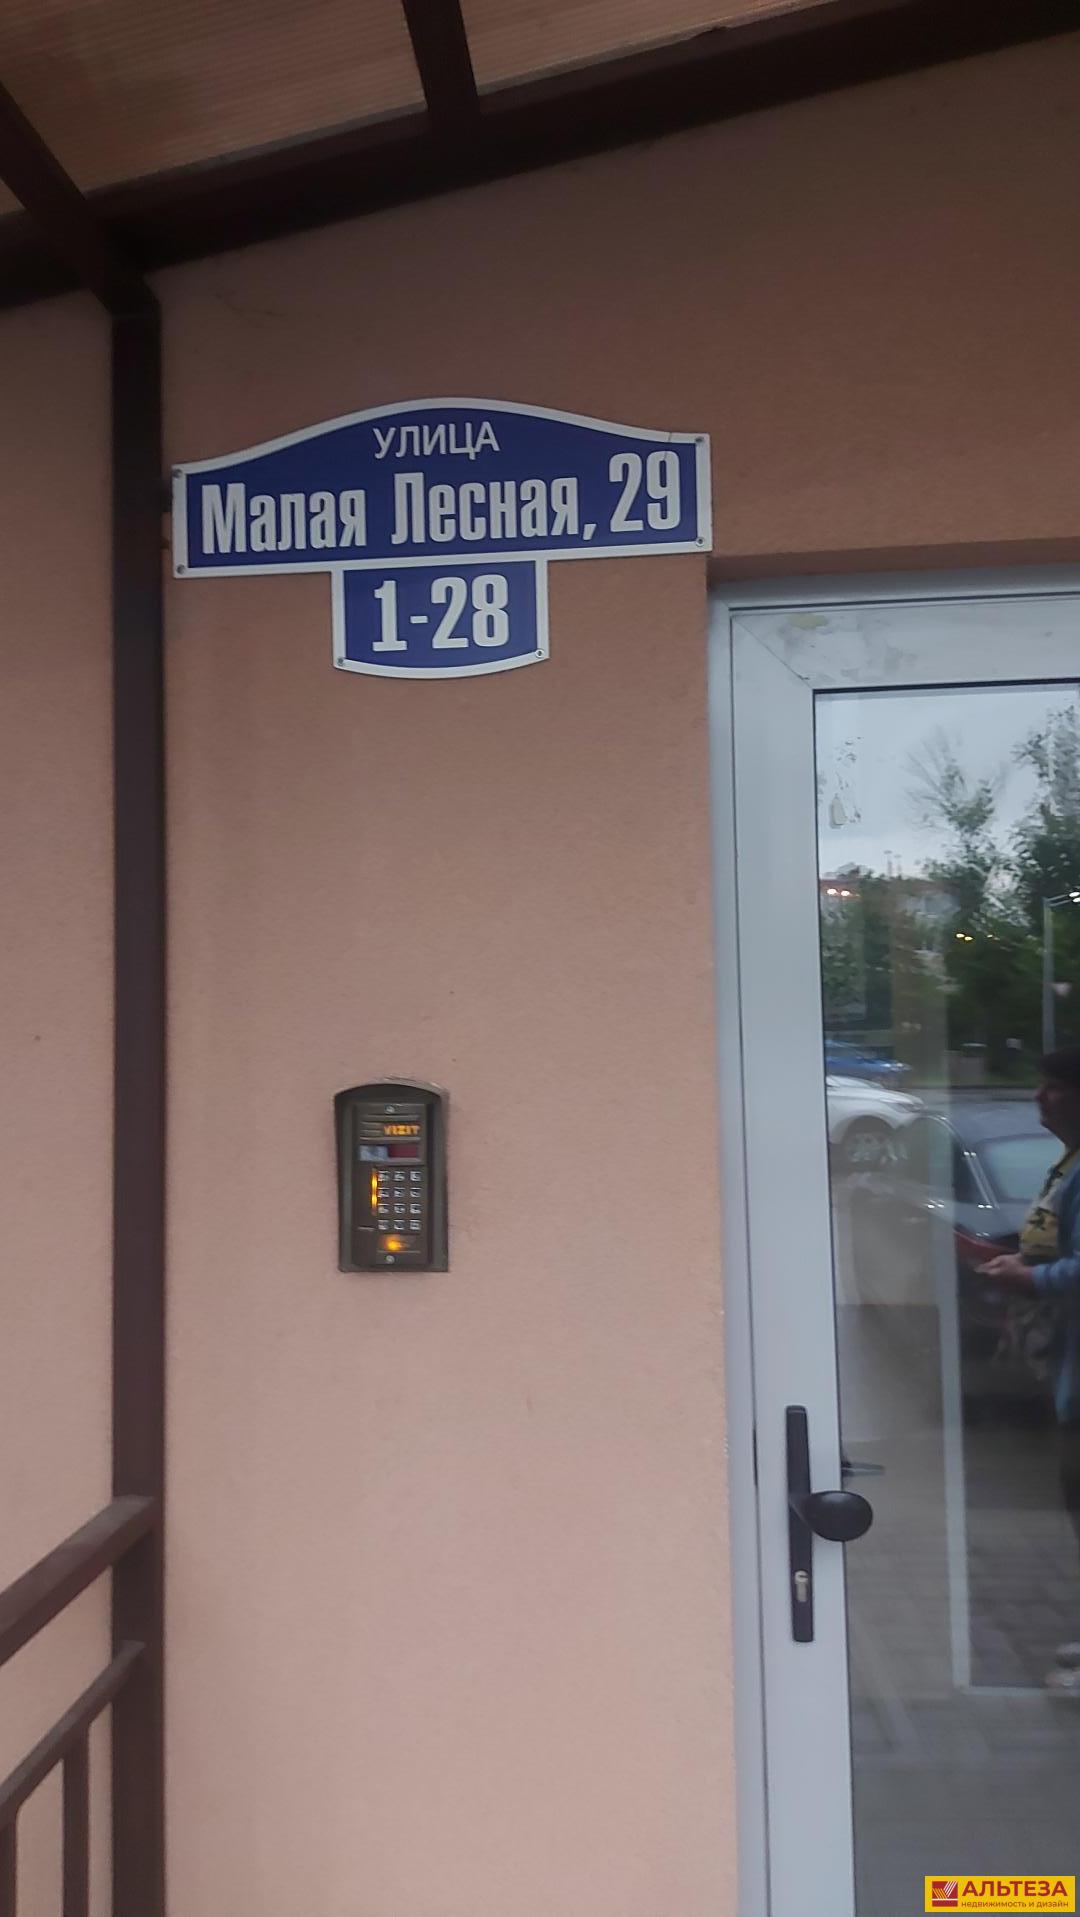 УЛИЦА
Малая Лесная, 29
1-28
VIZIT
АЛЬТЕЗА
недвижимость и дизайн